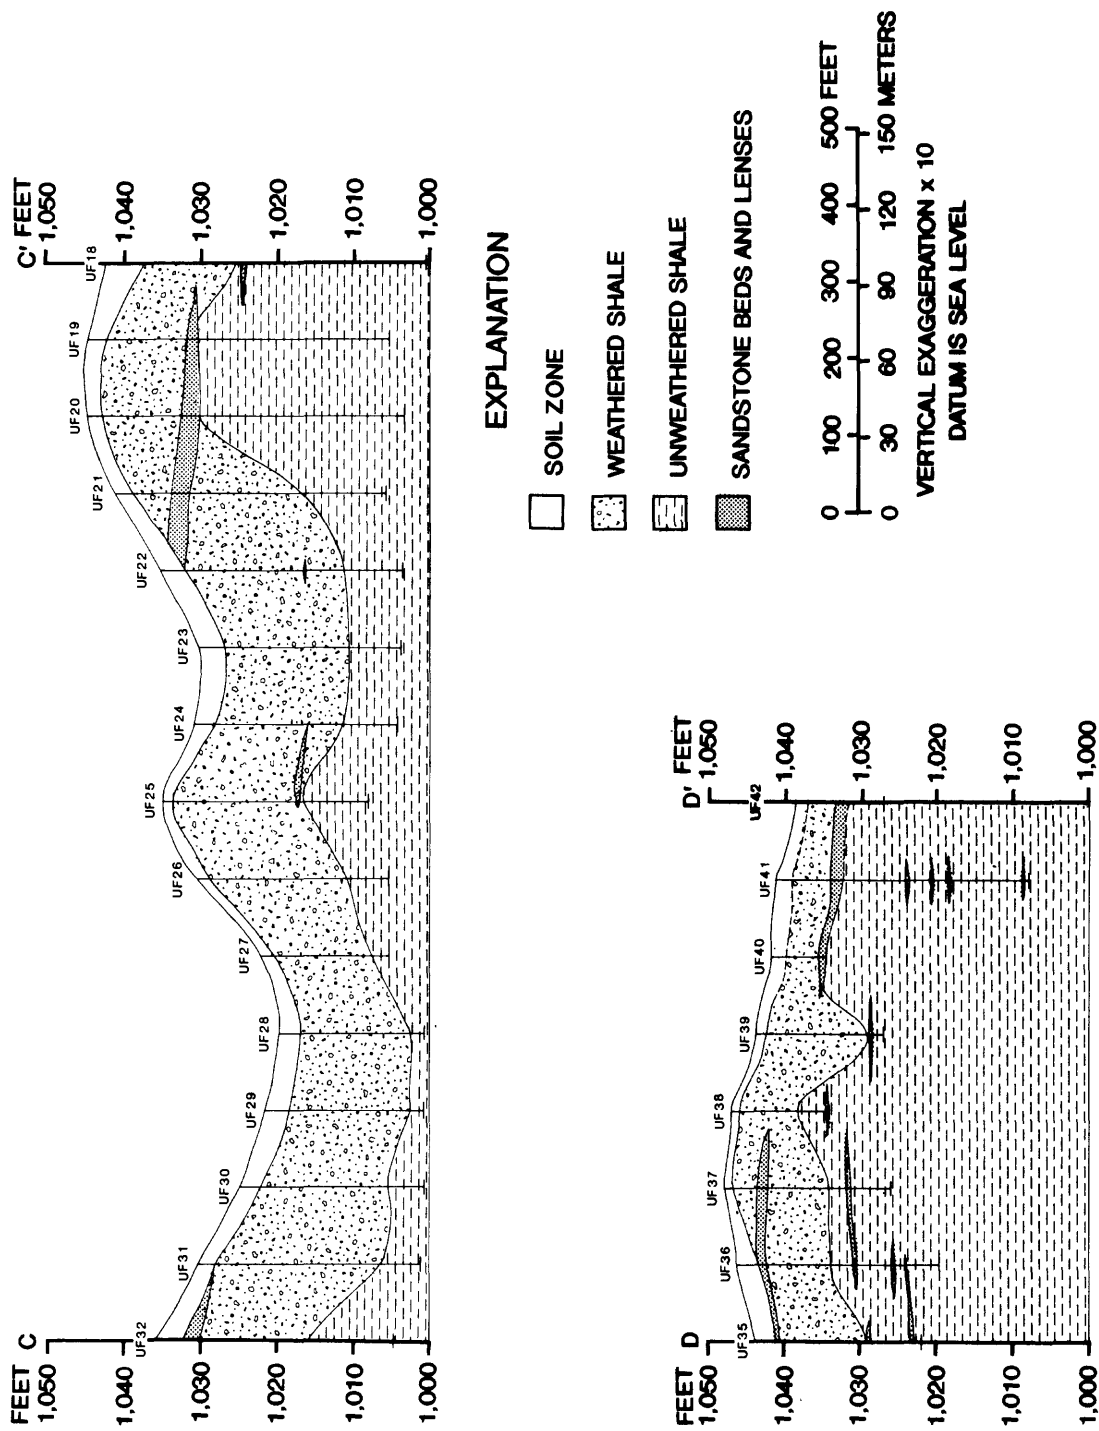 FEET C
1,050
1,040
1,030
1,020
1,010
1,000
UF32
UF31
UF30
UF29
UF28
UF27
UF26
UF25
UF24
UF23
UF22
UF21
UF20
UF19
UF18
C' FEET
1,050
1,040
1,030
1,020
1,010
1,000
FEET D
1,050
1,040
1,030
1,020
1,010
1,000
UF35
UF36
UF37
UF38
UF39
UF40
UF41
UF42
D' FEET
1,050
1,040
1,030
1,020
1,010
1,000
EXPLANATION
SOIL ZONE
WEATHERED SHALE
UNWEATHERED SHALE
SANDSTONE BEDS AND LENSES
0 100 200 300 400 500 FEET
0 30 60 90 120 150 METERS
VERTICAL EXAGGERATION x 10
DATUM IS SEA LEVEL